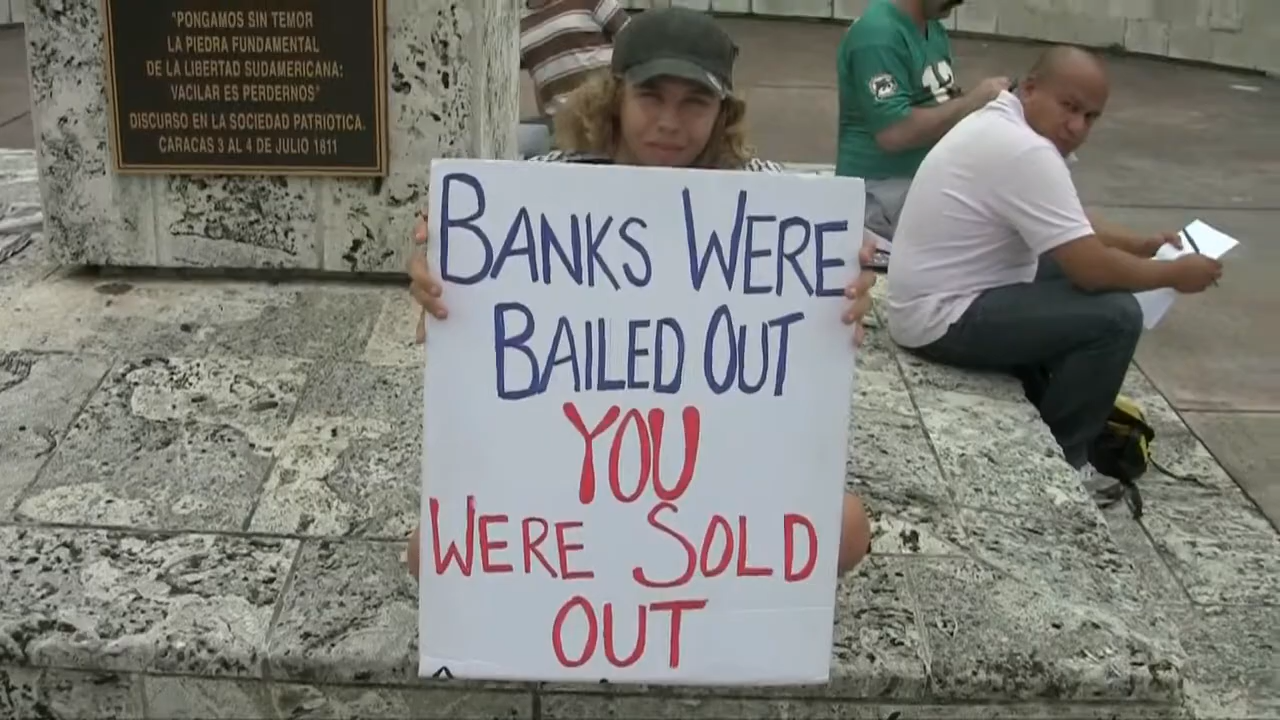 "PONGAMOS SIN TEMOR
LA PIEDRA FUNDAMENTAL
DE LA LIBERTAD SUDAMERICANA:
VACILAR ES PERDERNOS"
DISCURSO EN LA SOCIEDAD PATRIOTICA.
CARACAS 3 AL 4 DE JULIO 1811
BANKS WERE
BAILED OUT
YOU
WERE SOLD
OUT